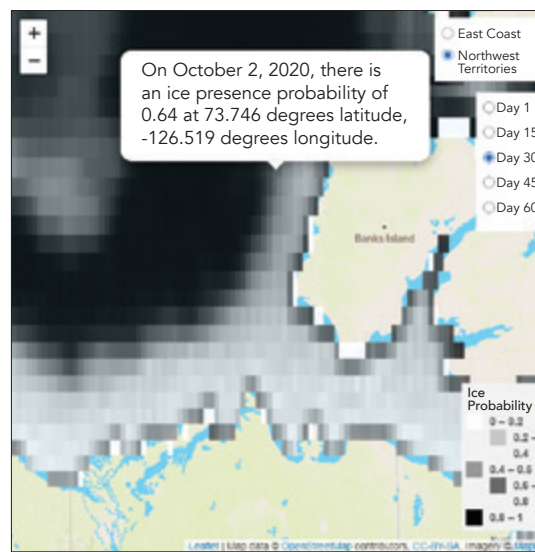 +
−
East Coast
Northwest
Territories
On October 2, 2020, there is
an ice presence probability of
0.64 at 73.746 degrees latitude,
-126.519 degrees longitude.
Day 1
Day 15
Day 30
Day 45
Day 60
Banks Island
Ice
Probability
0 – 0.2
0.2 –
0.4
0.4 – 0.5
0.6 –
0.8
0.8 – 1
Leaflet | Map data © OpenStreetMap contributors, CC-BY-SA, Imagery © Map